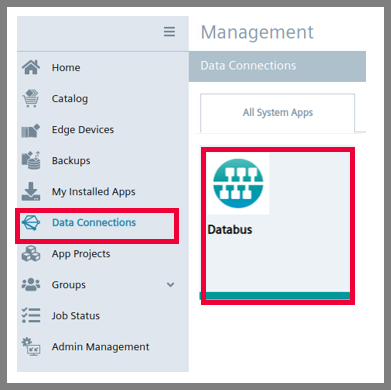 Management
Home
Data Connections
Catalog
All System Apps
Edge Devices
Backups
My Installed Apps
Data Connections
Databus
App Projects
Groups
Job Status
Admin Management